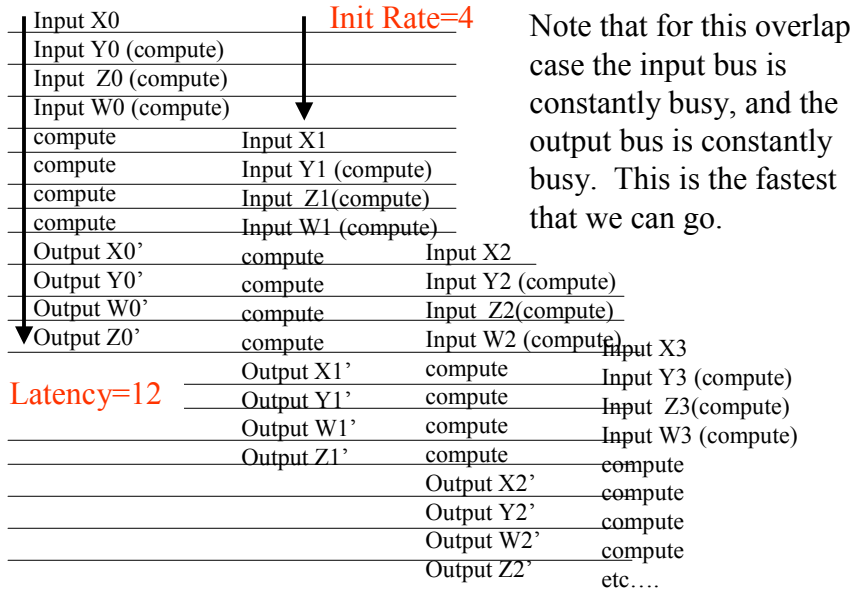 Init Rate=4
Input X0
Input Y0 (compute)
Input Z0 (compute)
Input W0 (compute)
compute
compute
compute
compute
Output X0’
Output Y0’
Output W0’
Output Z0’
Latency=12
Input X1
Input Y1 (compute)
Input Z1(compute)
Input W1 (compute)
compute
compute
compute
compute
Output X1’
Output Y1’
Output W1’
Output Z1’
Input X2
Input Y2 (compute)
Input Z2(compute)
Input W2 (compute)
compute
compute
compute
compute
Output X2’
Output Y2’
Output W2’
Output Z2’
Input X3
Input Y3 (compute)
Input Z3(compute)
Input W3 (compute)
compute
compute
compute
compute
etc….
Note that for this overlap
case the input bus is
constantly busy, and the
output bus is constantly
busy. This is the fastest
that we can go.